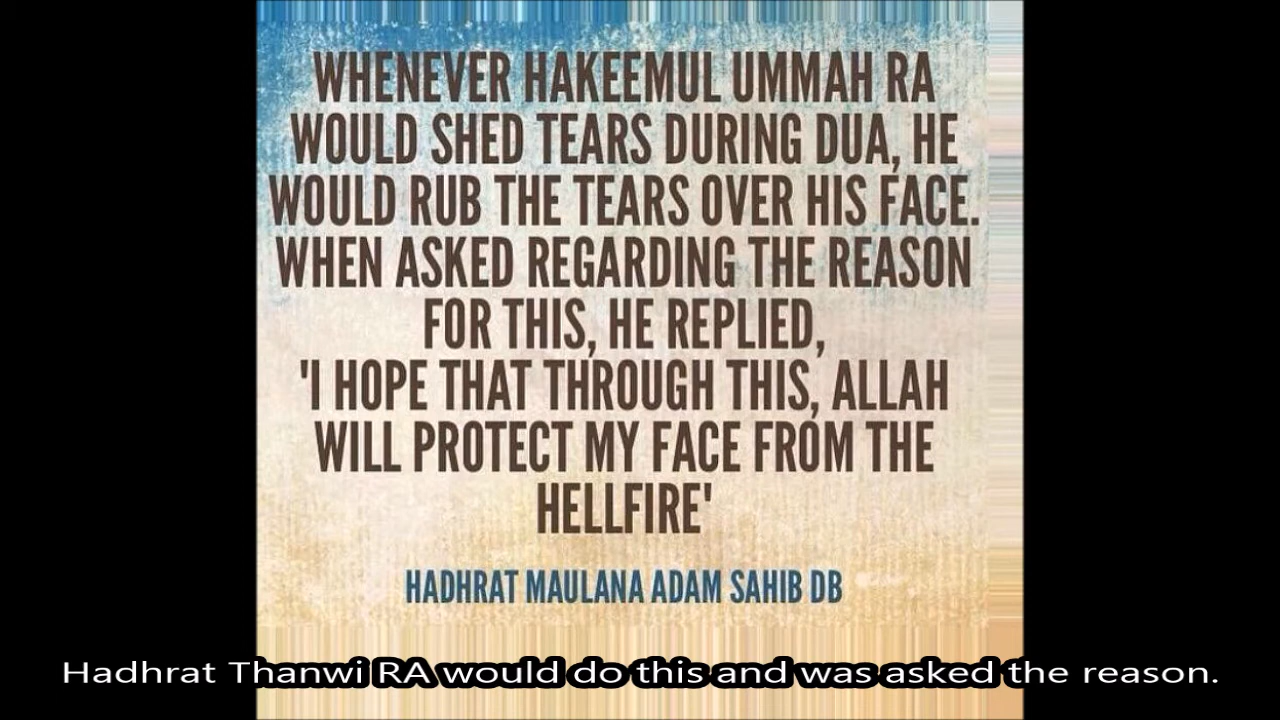 WHENEVER HAKEEMUL UMMAH RA
WOULD SHED TEARS DURING DUA, HE
WOULD RUB THE TEARS OVER HIS FACE.
WHEN ASKED REGARDING THE REASON
FOR THIS, HE REPLIED,
'I HOPE THAT THROUGH THIS, ALLAH
WILL PROTECT MY FACE FROM THE
HELLFIRE'
HADHRAT MAULANA ADAM SAHIB DB
Hadhrat Thanwi RA would do this and was asked the reason.